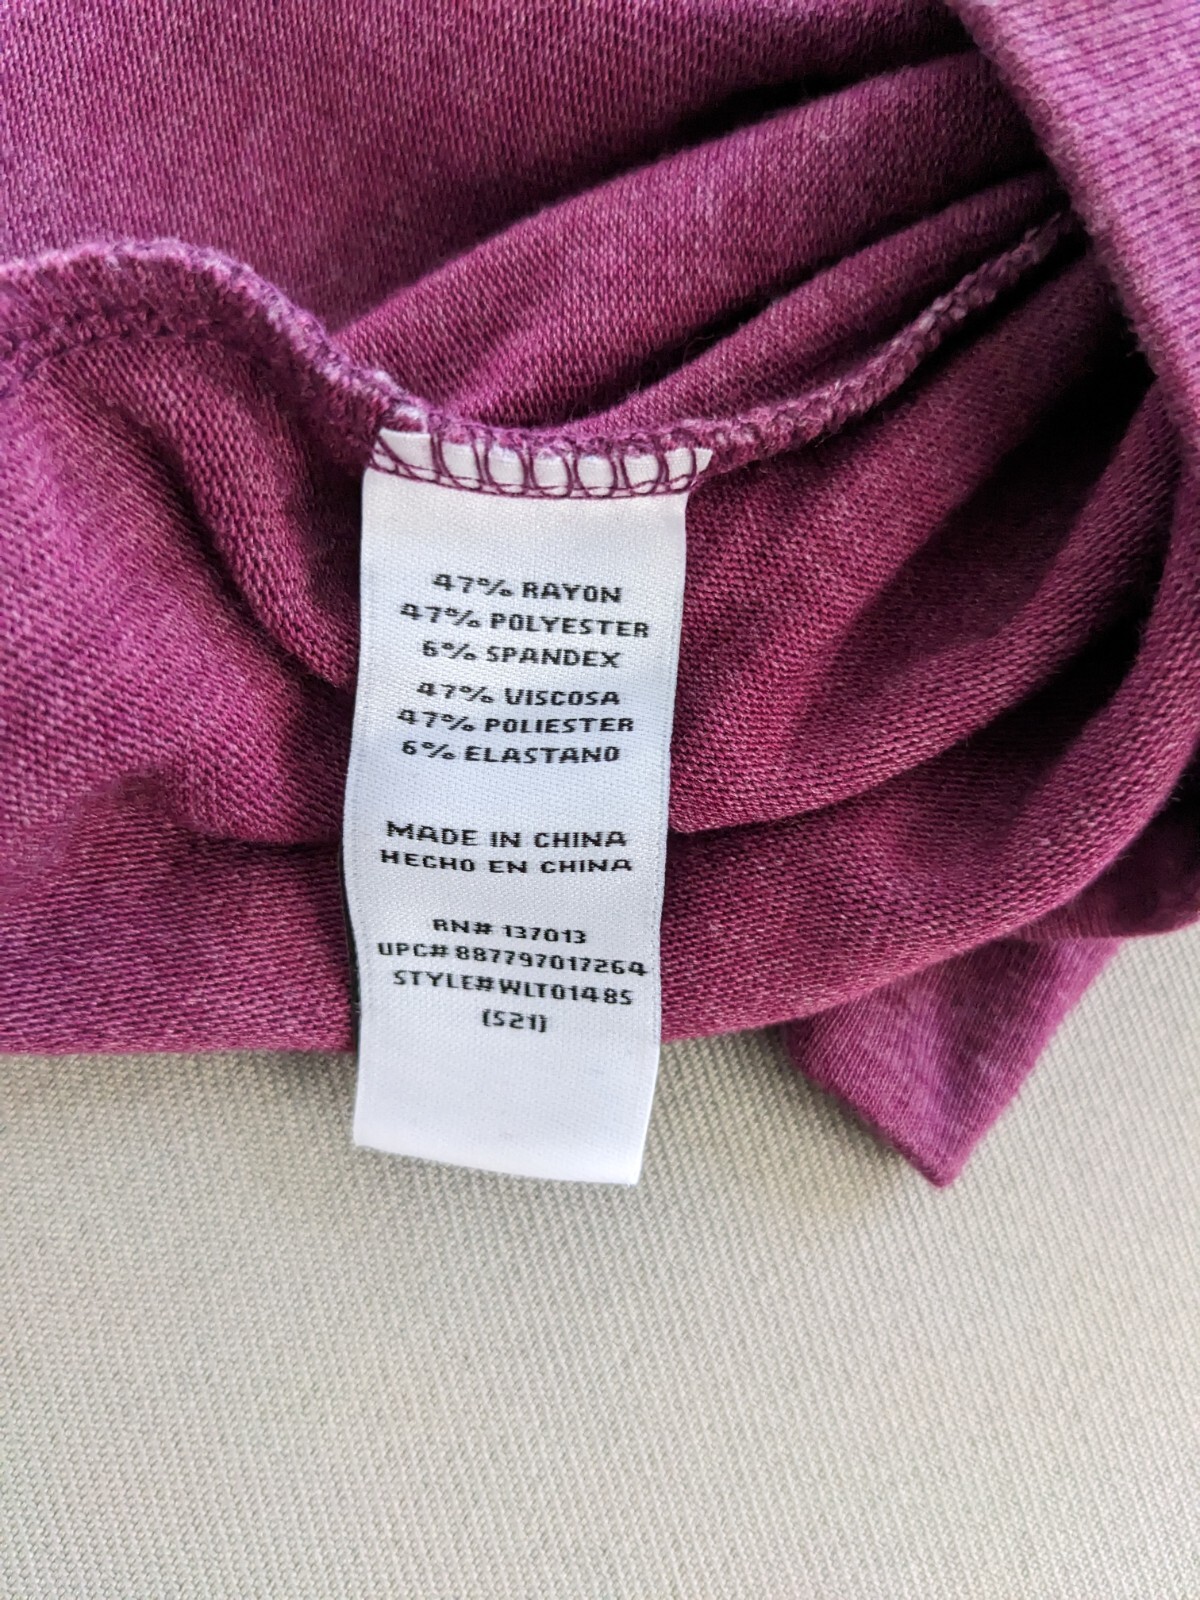 47% RAYON
47% POLYESTER
6% SPANDEX
47% VISCOSA
47% POLIESTER
6% ELASTANO
MADE IN CHINA
HECHO EN CHINA
RN# 137013
UPC# 887797017264
STYLE#WLT01485
(521)